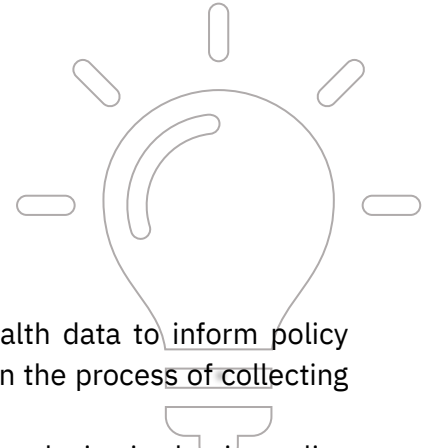 alth data to inform policy
n the process of collecting